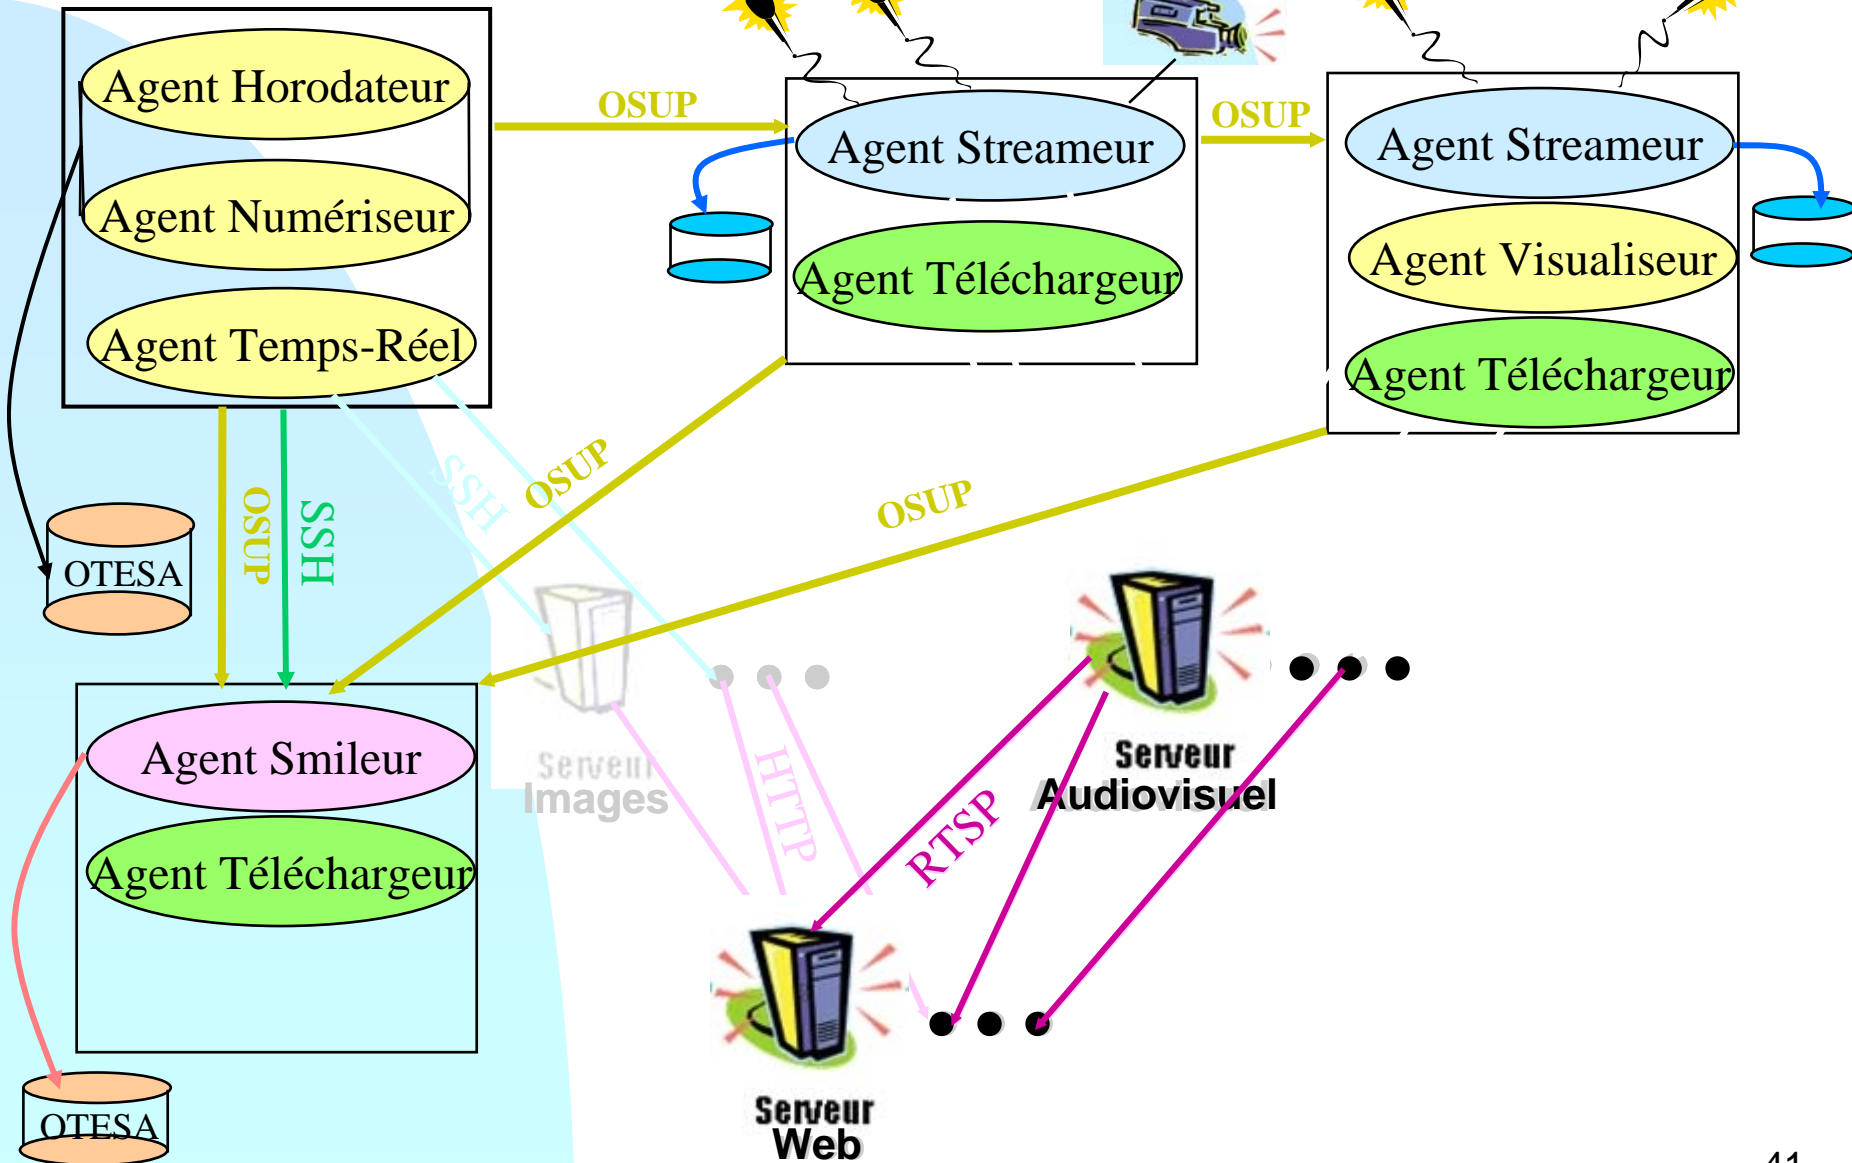 Agent Horodateur
Agent Numériseur
Agent Temps-Réel
OSUP
Agent Streameur
Agent Téléchargeur
OSUP
Agent Streameur
Agent Visualiseur
Agent Téléchargeur
OSUP
SSH
SSH
OSUP
OSUP
OTESA
Agent Smileur
Agent Téléchargeur
OTESA
Serveur
Images
HTTP
RTSP
Serveur
Audiovisuel
Serveur
Web
41